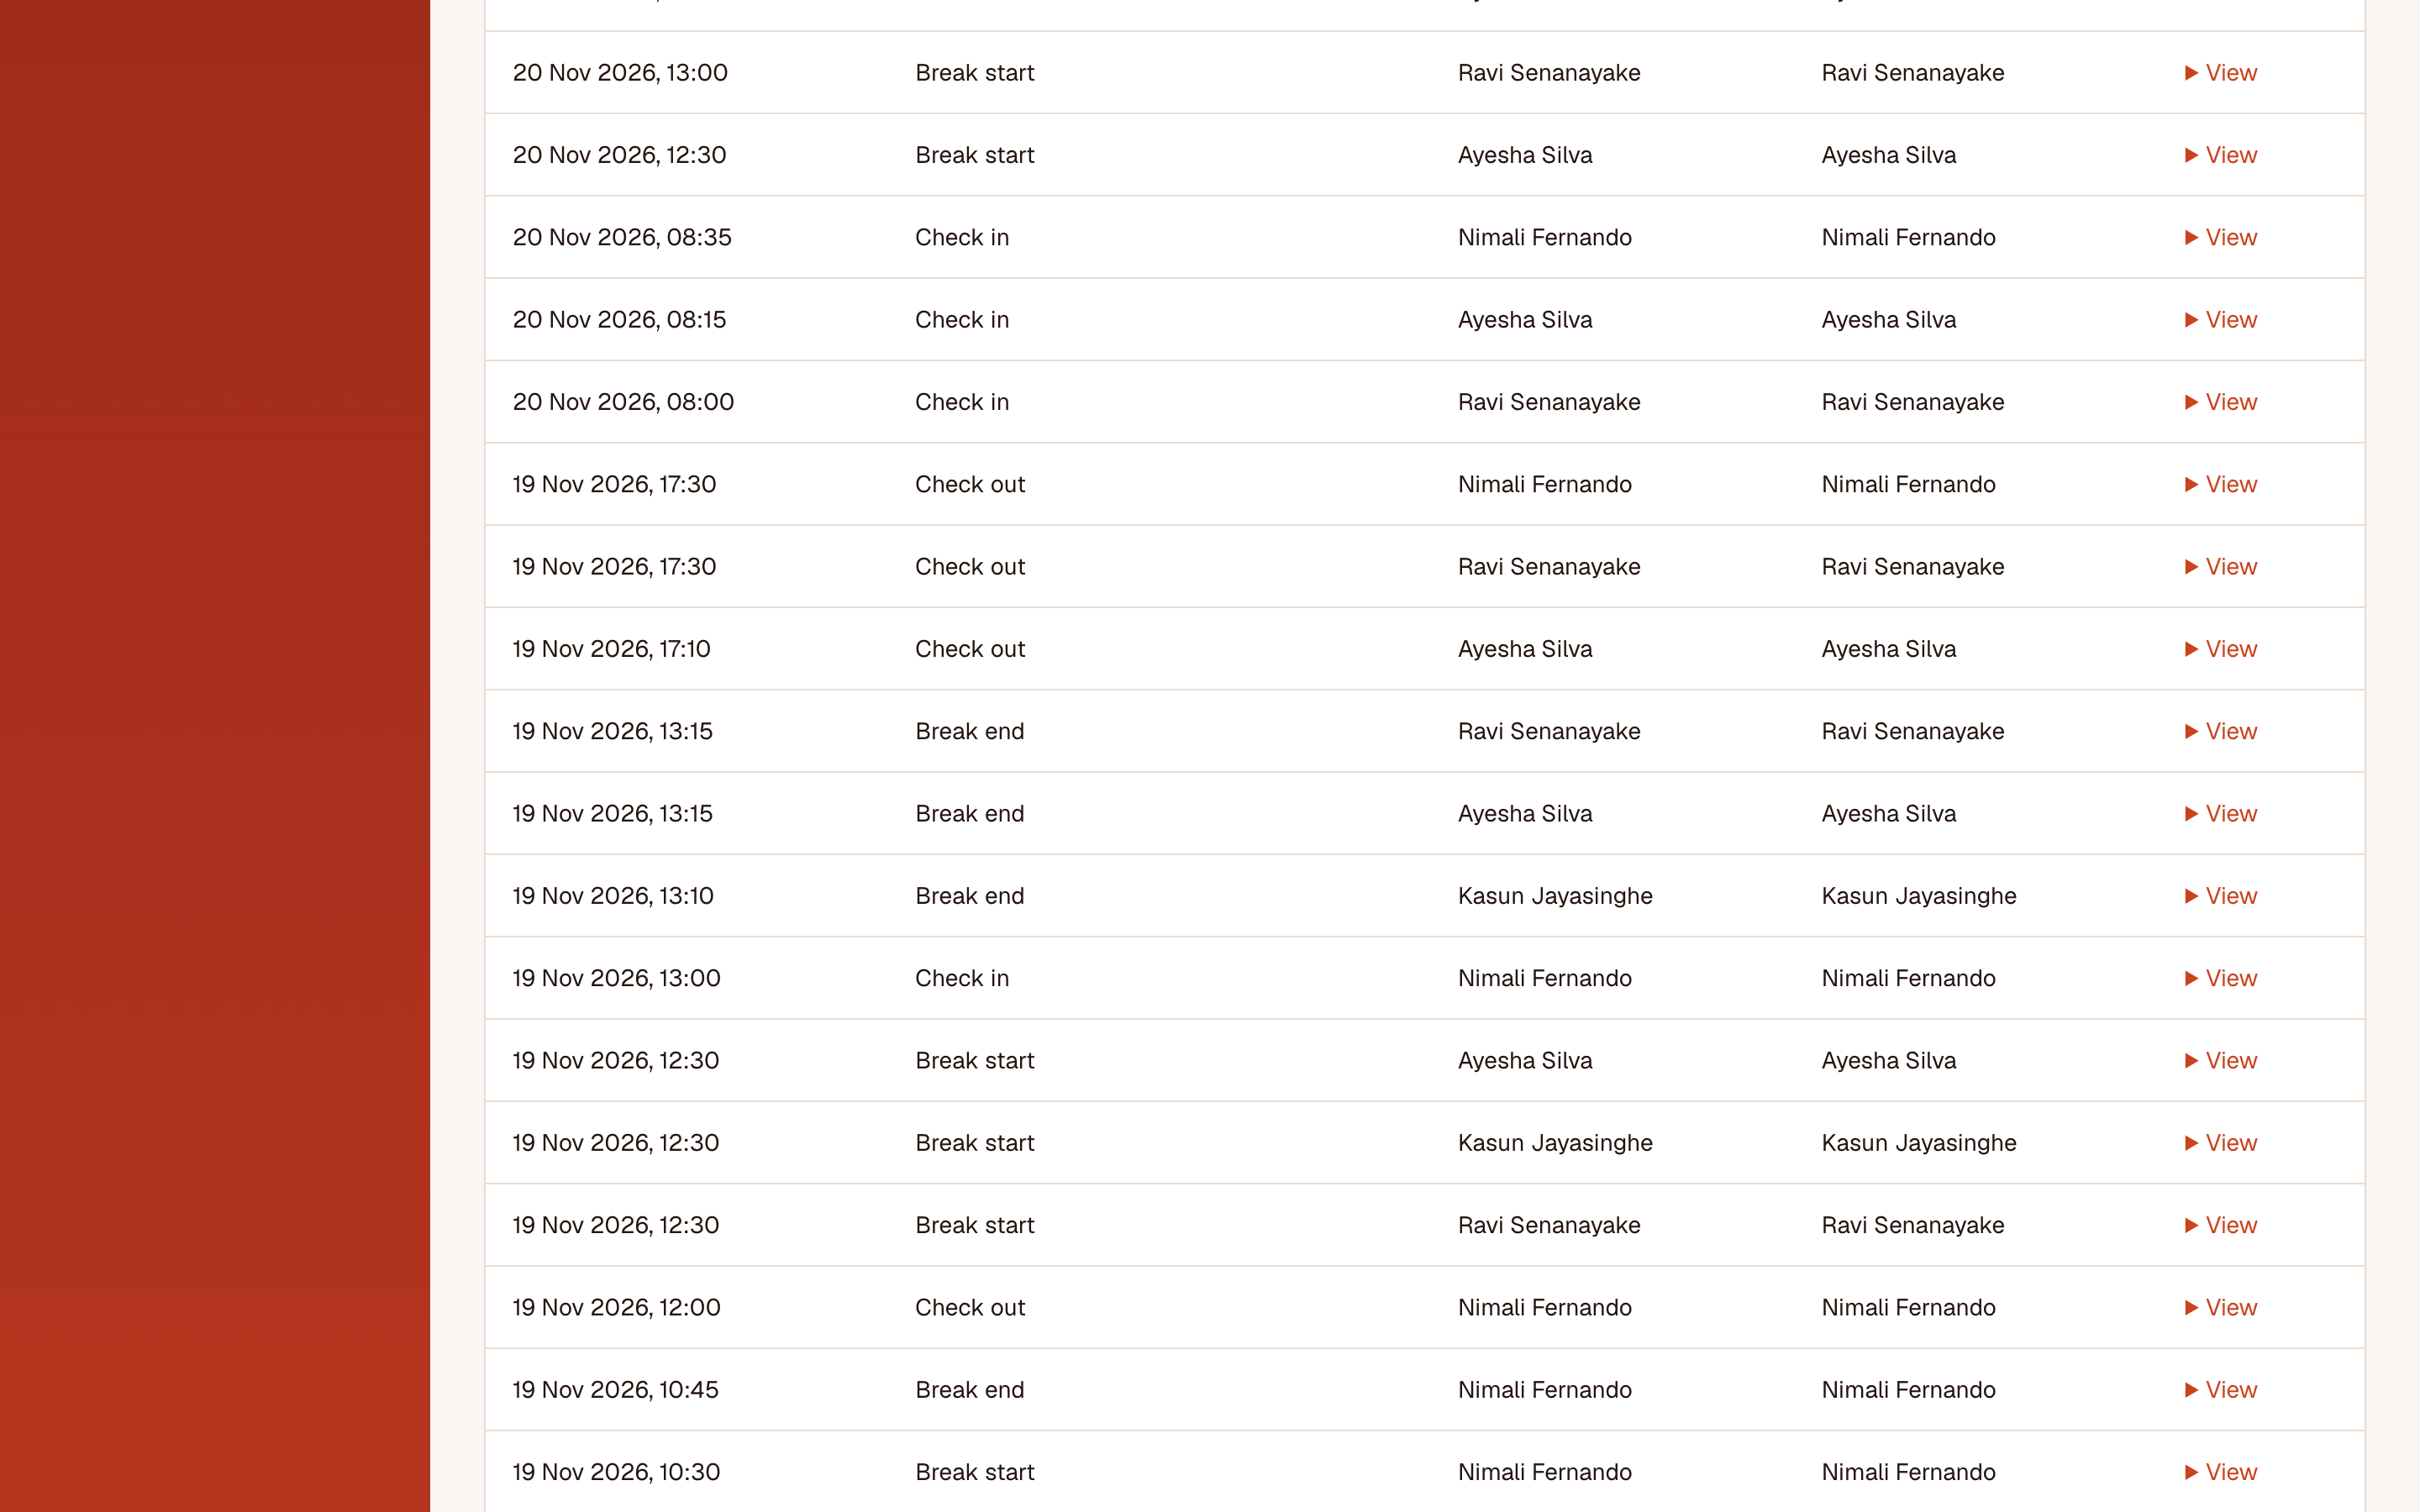 20 Nov 2026, 13:00 Break start Ravi Senanayake Ravi Senanayake ▶ View
20 Nov 2026, 12:30 Break start Ayesha Silva Ayesha Silva ▶ View
20 Nov 2026, 08:35 Check in Nimali Fernando Nimali Fernando ▶ View
20 Nov 2026, 08:15 Check in Ayesha Silva Ayesha Silva ▶ View
20 Nov 2026, 08:00 Check in Ravi Senanayake Ravi Senanayake ▶ View
19 Nov 2026, 17:30 Check out Nimali Fernando Nimali Fernando ▶ View
19 Nov 2026, 17:30 Check out Ravi Senanayake Ravi Senanayake ▶ View
19 Nov 2026, 17:10 Check out Ayesha Silva Ayesha Silva ▶ View
19 Nov 2026, 13:15 Break end Ravi Senanayake Ravi Senanayake ▶ View
19 Nov 2026, 13:15 Break end Ayesha Silva Ayesha Silva ▶ View
19 Nov 2026, 13:10 Break end Kasun Jayasinghe Kasun Jayasinghe ▶ View
19 Nov 2026, 13:00 Check in Nimali Fernando Nimali Fernando ▶ View
19 Nov 2026, 12:30 Break start Ayesha Silva Ayesha Silva ▶ View
19 Nov 2026, 12:30 Break start Kasun Jayasinghe Kasun Jayasinghe ▶ View
19 Nov 2026, 12:30 Break start Ravi Senanayake Ravi Senanayake ▶ View
19 Nov 2026, 12:00 Check out Nimali Fernando Nimali Fernando ▶ View
19 Nov 2026, 10:45 Break end Nimali Fernando Nimali Fernando ▶ View
19 Nov 2026, 10:30 Break start Nimali Fernando Nimali Fernando ▶ View